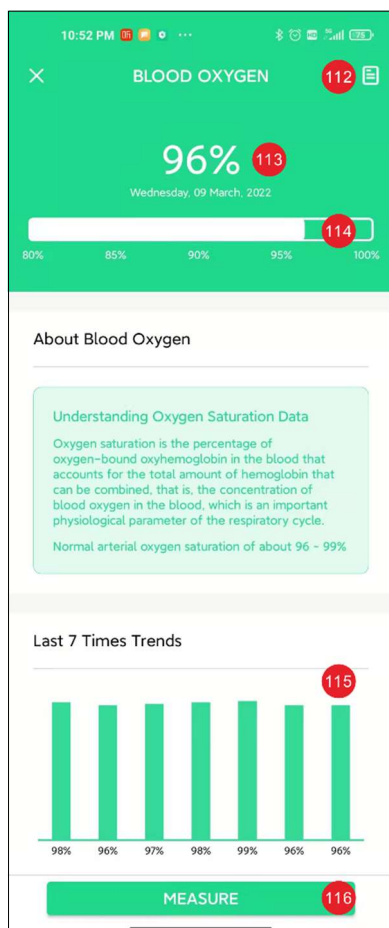 10:52 PM
75
BLOOD OXYGEN
112
96%
113
Wednesday, 09 March, 2022
114
80% 85% 90% 95% 100%
About Blood Oxygen
Understanding Oxygen Saturation Data
Oxygen saturation is the percentage of
oxygen-bound oxyhemoglobin in the blood that
accounts for the total amount of hemoglobin that
can be combined, that is, the concentration of
blood oxygen in the blood, which is an important
physiological parameter of the respiratory cycle.
Normal arterial oxygen saturation of about 96 - 99%
Last 7 Times Trends
115
98% 96% 97% 98% 99% 96% 96%
MEASURE
116